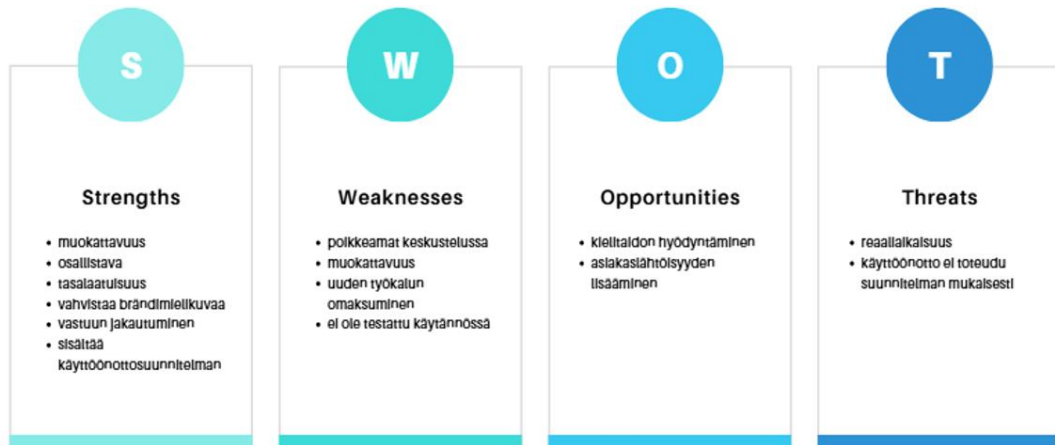 S
Strengths
• muokattavuus
• osallistava
• tasalaatuisuus
• vahvistaa brändimielikuvaa
• vastuun jakautuminen
• sisältää
käyttöönottosuunnitelman
W
Weaknesses
• poikkeamat keskustelussa
• muokattavuus
• uuden työkalun
omaksuminen
• ei ole testattu käytännössä
O
Opportunities
• kielitaidon hyödyntäminen
• asiakaslähtöisyyden
lisääminen
T
Threats
• reaaliaikaisuus
• käyttöönotto ei toteudu
suunnitelman mukaisesti